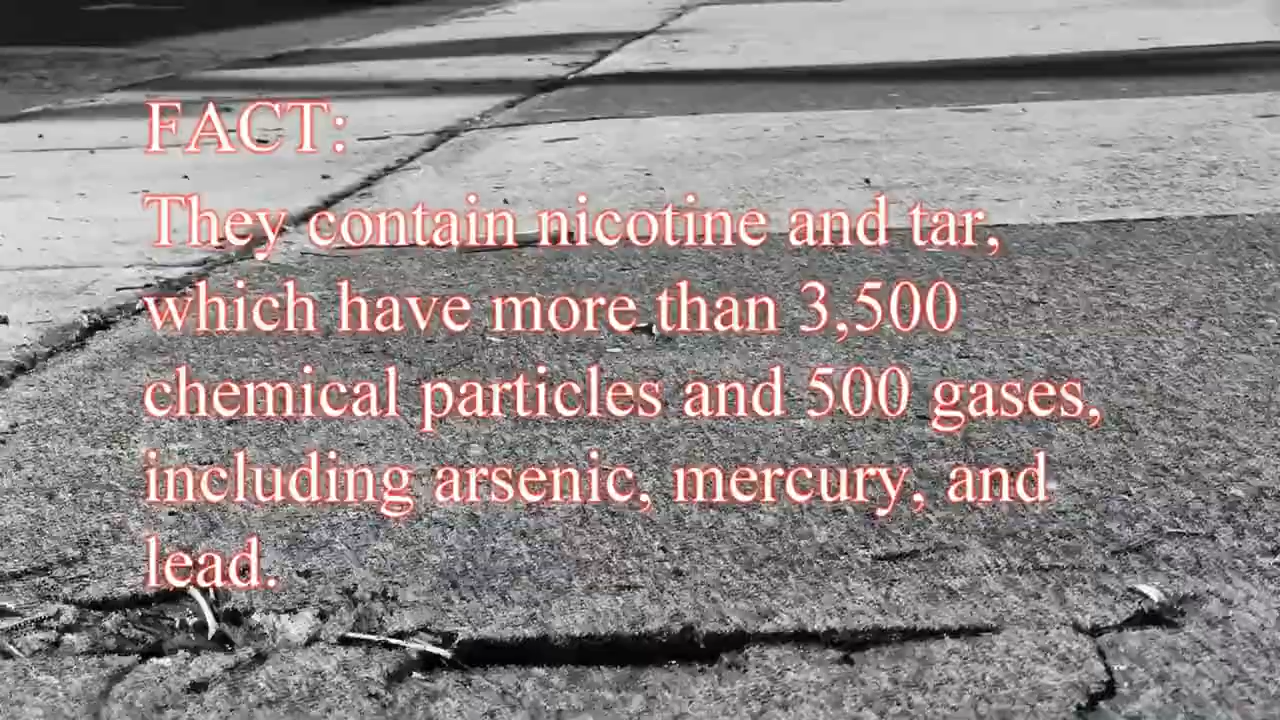 FACT:
They contain nicotine and tar,
which have more than 3,500
chemical particles and 500 gases,
including arsenic, mercury, and
lead.